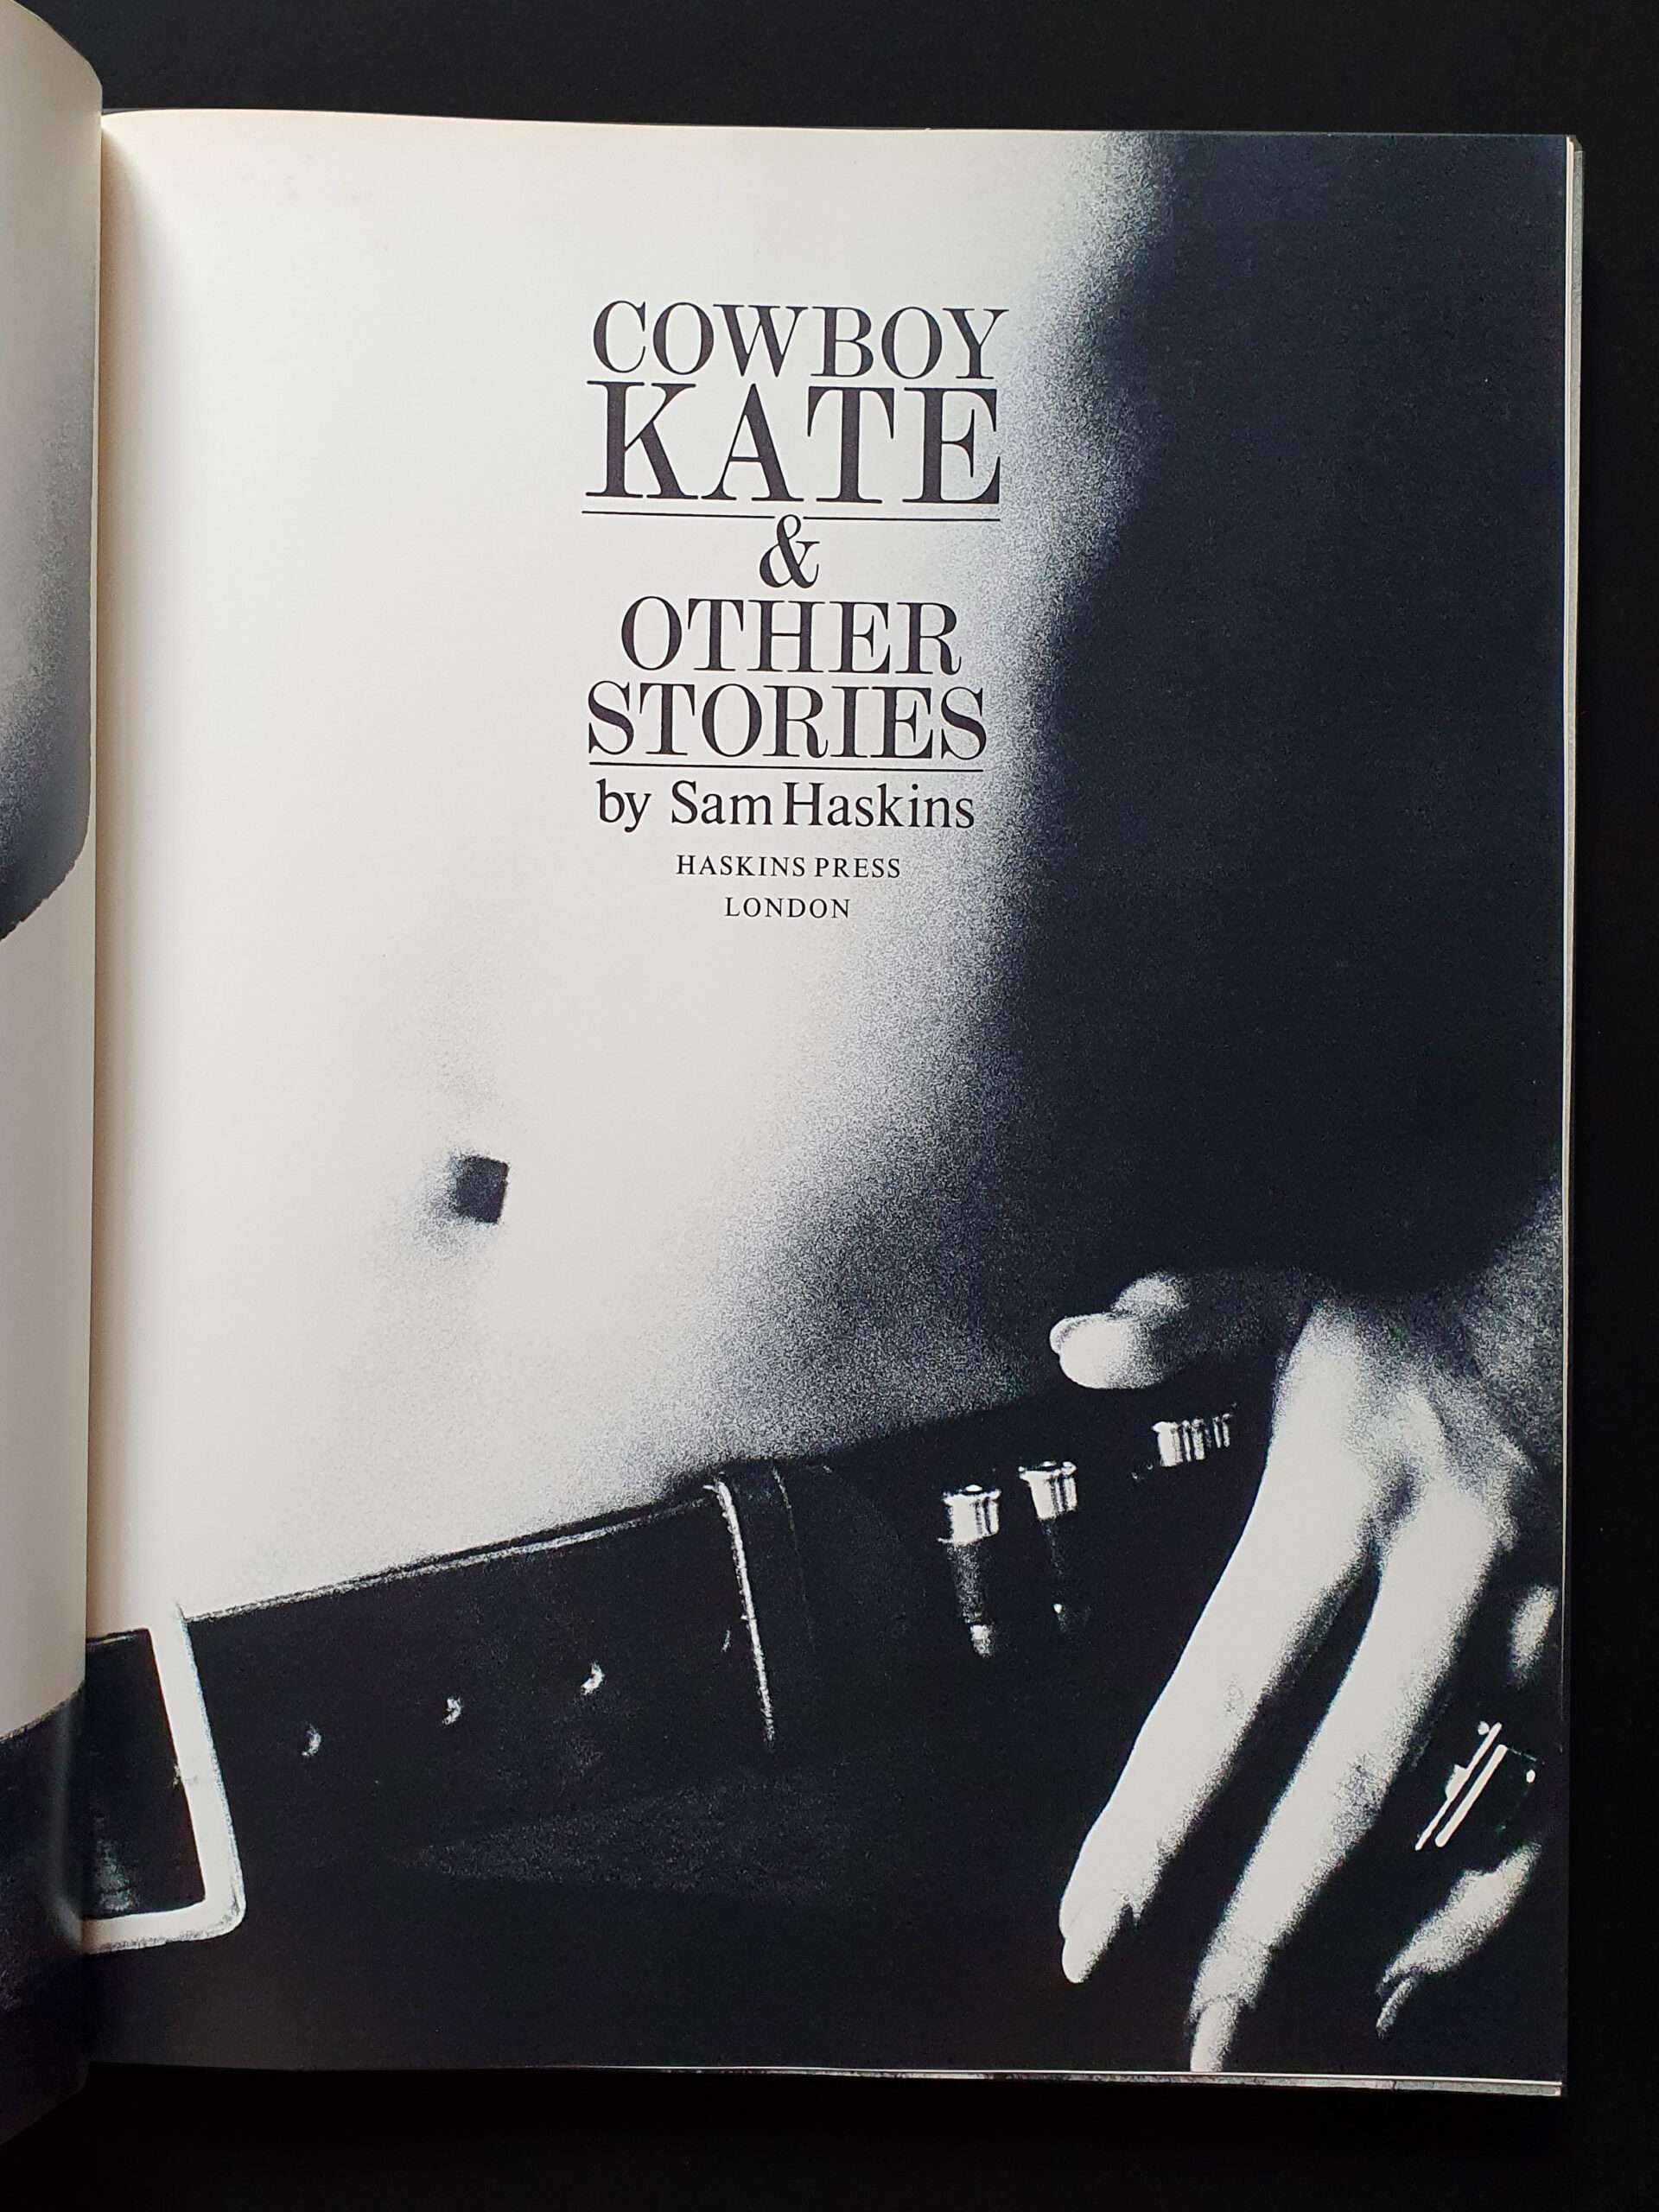 COWBOY
KATE
&
OTHER
STORIES
by Sam Haskins
HASKINS PRESS
LONDON